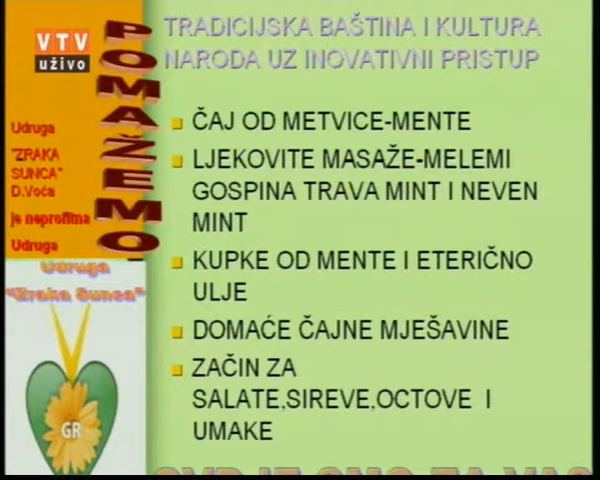 VTV
uživo
POMAŽEMO
Udruga
"ZRAKA
SUNCA"
D.Voća
je neprofitna
Udruga
Udruga
"Zraka Sunca"
GR
TRADICIJSKA BAŠTINA I KULTURA
NARODA UZ INOVATIVNI PRISTUP
ČAJ OD METVICE-MENTE
LJEKOVITE MASAŽE-MELEMI
GOSPINA TRAVA MINT I NEVEN
MINT
KUPKE OD MENTE I ETERIČNO
ULJE
DOMAĆE ČAJNE MJEŠAVINE
ZAČIN ZA
SALATE,SIREVE,OCTOVE I
UMAKE